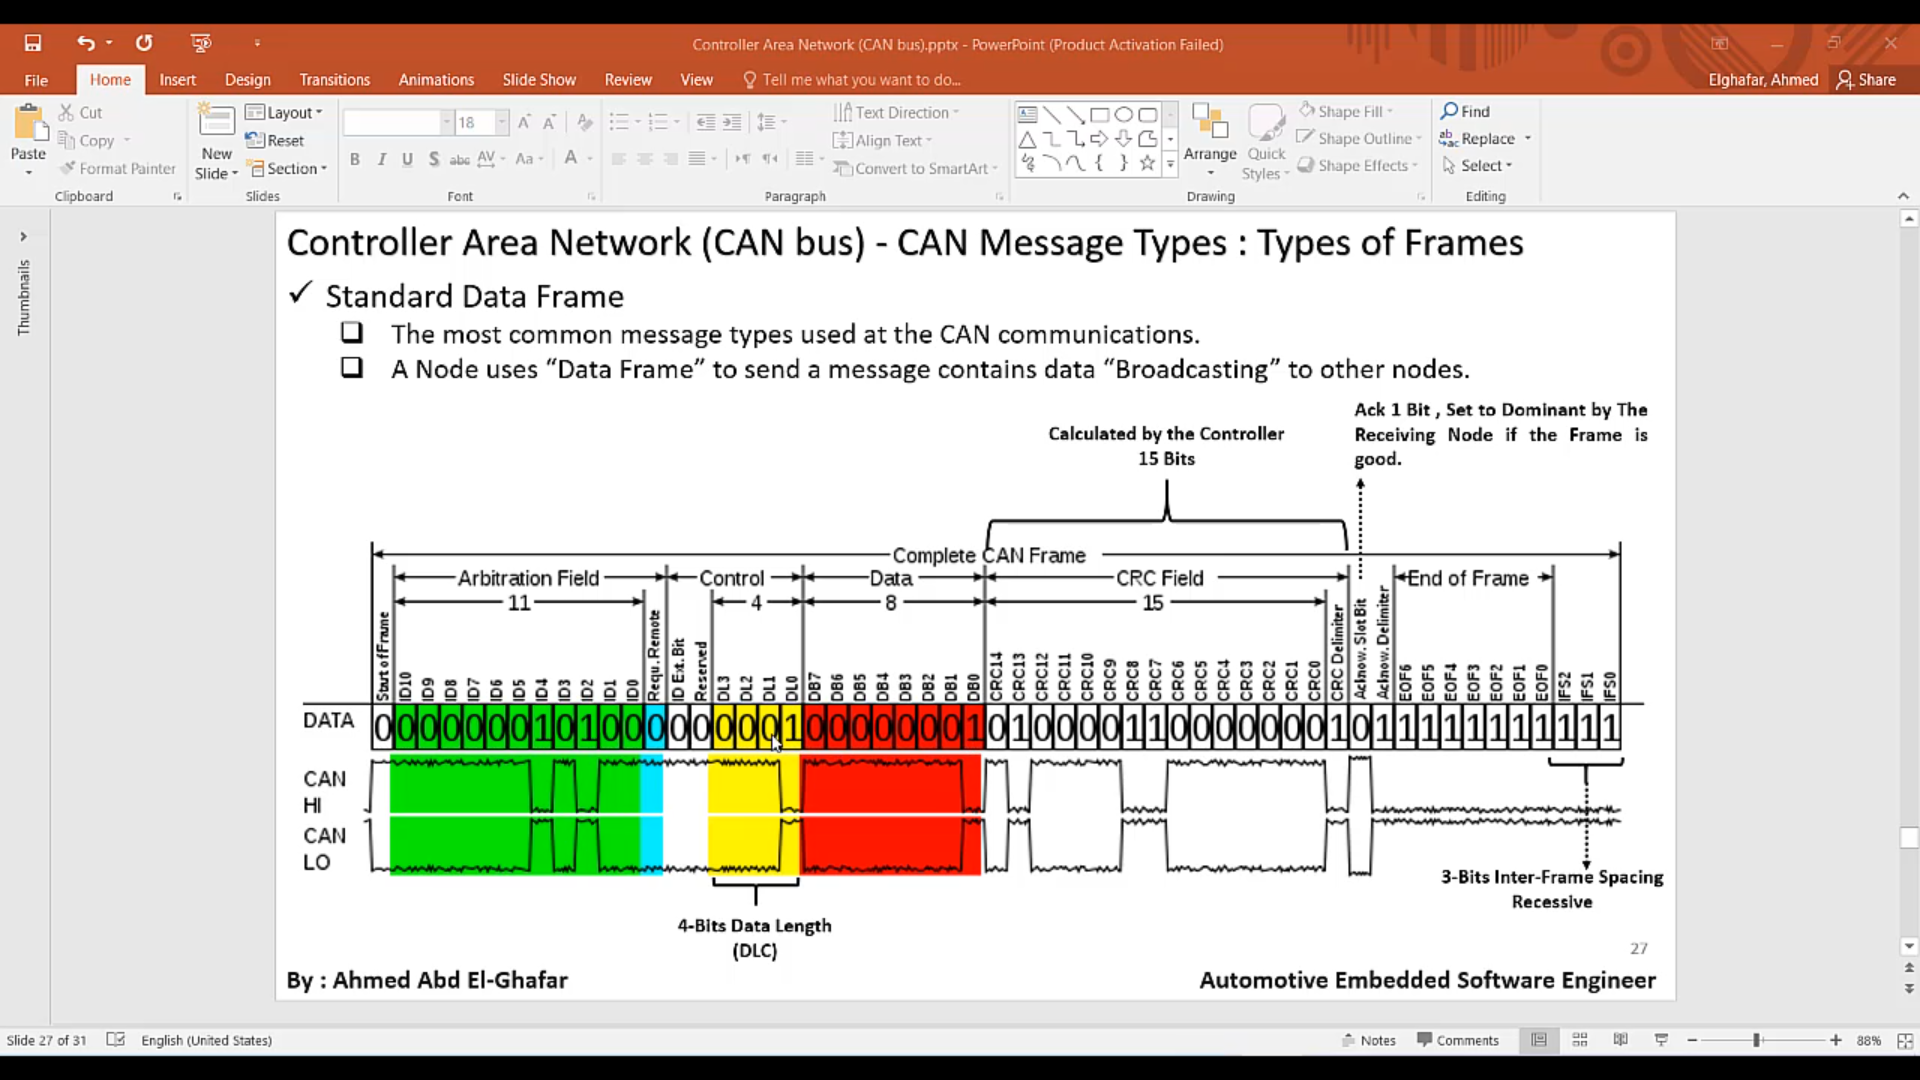 Controller Area Network (CAN bus).pptx - PowerPoint (Product Activation Failed)
File Home Insert Design Transitions Animations Slide Show Review View Tell me what you want to do... Elghafar, Ahmed Share
Cut
Copy
Format Painter
Paste
Clipboard
New
Slide
Layout
Reset
Section
Slides
18
B I U S abc AV Aa A
Font
Text Direction
Align Text
Convert to SmartArt
Paragraph
Arrange
Quick
Styles
Shape Fill
Shape Outline
Shape Effects
Drawing
Find
Replace
Select
Editing
Thumbnails
Controller Area Network (CAN bus) - CAN Message Types : Types of Frames
✓ Standard Data Frame
❑ The most common message types used at the CAN communications.
❑ A Node uses “Data Frame” to send a message contains data “Broadcasting” to other nodes.
Calculated by the Controller
15 Bits
Ack 1 Bit , Set to Dominant by The
Receiving Node if the Frame is
good.
Complete CAN Frame
Arbitration Field Control Data CRC Field End of Frame
11 4 8 15
Start of Frame ID10 ID9 ID8 ID7 ID6 ID5 ID4 ID3 ID2 ID1 ID0 Requ. Remote ID Ext. Bit Reserved DL3 DL2 DL1 DL0 DB7 DB6 DB5 DB4 DB3 DB2 DB1 DB0 CRC14 CRC13 CRC12 CRC11 CRC10 CRC9 CRC8 CRC7 CRC6 CRC5 CRC4 CRC3 CRC2 CRC1 CRC0 CRC Delimiter Acknow. Slot Bit Acknow. Delimiter EOF6 EOF5 EOF4 EOF3 EOF2 EOF1 EOF0 IFS2 IFS1 IFS0
DATA 0 0 0 0 0 0 0 1 0 1 0 0 0 0 0 0 0 0 1 0 0 0 0 0 0 0 1 0 1 0 0 0 0 1 1 0 0 0 0 0 0 0 1 0 1 1 1 1 1 1 1 1 1 1 1
CAN
HI
CAN
LO
4-Bits Data Length
(DLC)
3-Bits Inter-Frame Spacing
Recessive
27
By : Ahmed Abd El-Ghafar
Automotive Embedded Software Engineer
Slide 27 of 31 English (United States) Notes Comments 88%